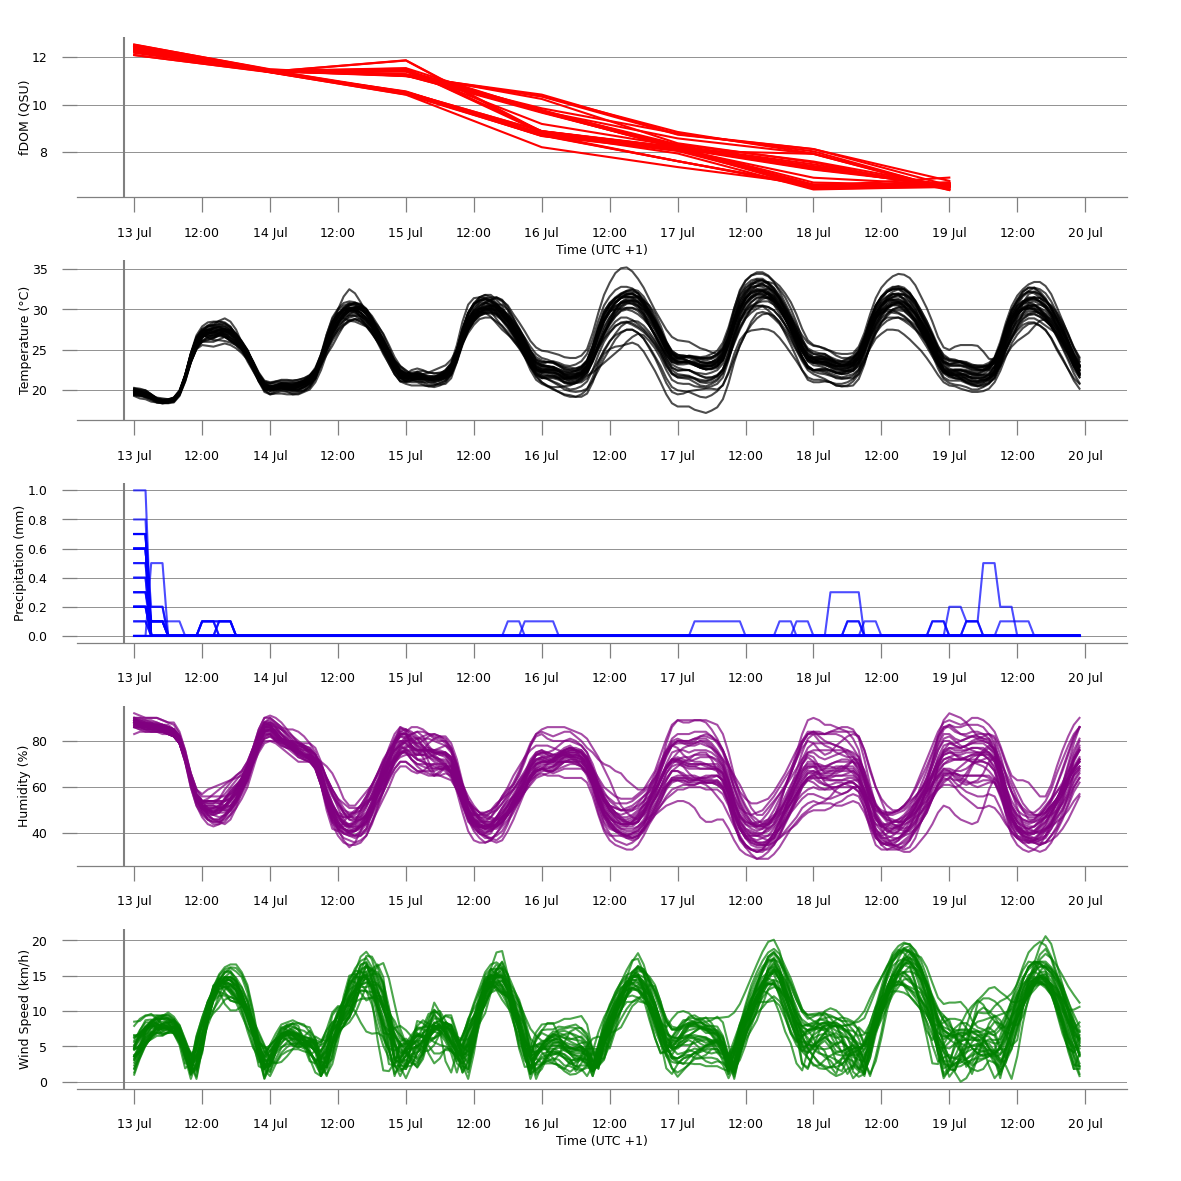 fDOM (QSU)
12
10
8
13 Jul 12:00 14 Jul 12:00 15 Jul 12:00 16 Jul 12:00 17 Jul 12:00 18 Jul 12:00 19 Jul 12:00 20 Jul
Time (UTC +1)
Temperature (°C)
35
30
25
20
13 Jul 12:00 14 Jul 12:00 15 Jul 12:00 16 Jul 12:00 17 Jul 12:00 18 Jul 12:00 19 Jul 12:00 20 Jul
Precipitation (mm)
1.0
0.8
0.6
0.4
0.2
0.0
13 Jul 12:00 14 Jul 12:00 15 Jul 12:00 16 Jul 12:00 17 Jul 12:00 18 Jul 12:00 19 Jul 12:00 20 Jul
Humidity (%)
80
60
40
13 Jul 12:00 14 Jul 12:00 15 Jul 12:00 16 Jul 12:00 17 Jul 12:00 18 Jul 12:00 19 Jul 12:00 20 Jul
Wind Speed (km/h)
20
15
10
5
0
13 Jul 12:00 14 Jul 12:00 15 Jul 12:00 16 Jul 12:00 17 Jul 12:00 18 Jul 12:00 19 Jul 12:00 20 Jul
Time (UTC +1)